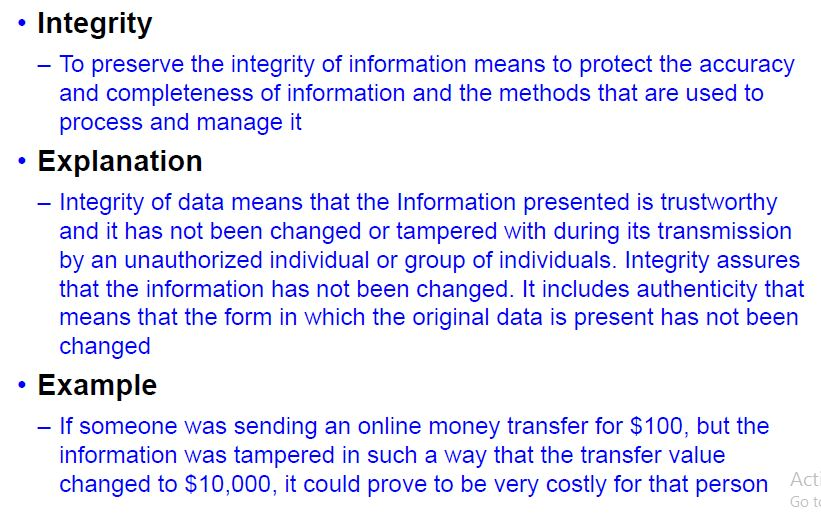 • Integrity
– To preserve the integrity of information means to protect the accuracy
and completeness of information and the methods that are used to
process and manage it
• Explanation
– Integrity of data means that the Information presented is trustworthy
and it has not been changed or tampered with during its transmission
by an unauthorized individual or group of individuals. Integrity assures
that the information has not been changed. It includes authenticity that
means that the form in which the original data is present has not been
changed
• Example
– If someone was sending an online money transfer for $100, but the
information was tampered in such a way that the transfer value
changed to $10,000, it could prove to be very costly for that person
Acti
Go to